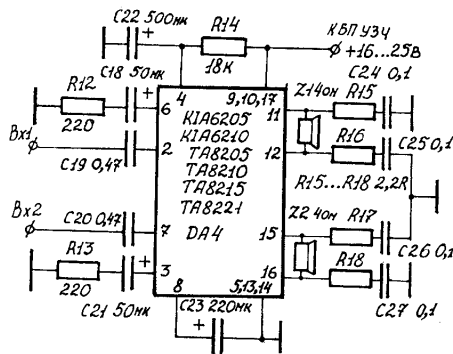 C22 500мк
+
R14
18к
К БП УЗЧ
+16...25В
C18 50мк
+
R12
220
4
9,10,17
6
11
Z1 4ом
R15
C24 0,1
Вх1
C19 0,47
2
KIA6205
KIA6210
TA8205
TA8210
TA8215
TA8221
DA4
12
R16
C25 0,1
R15...R18 2,2R
Вх2
C20 0,47
7
15
Z2 4ом
R17
C26 0,1
R13
220
+
3
16
R18
C27 0,1
C21 50мк
8
5,13,14
C23 220мк
+